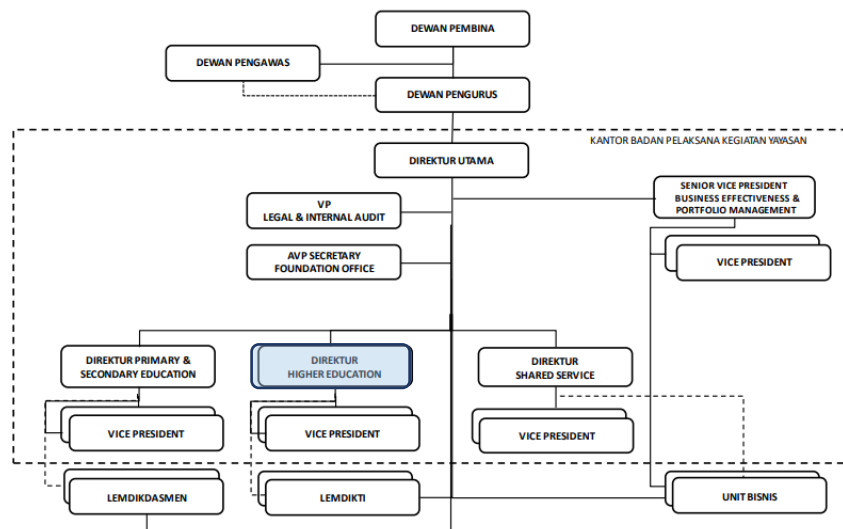 DEWAN PEMBINA
DEWAN PENGAWAS
DEWAN PENGURUS
KANTOR BADAN PELAKSANA KEGIATAN YAYASAN
DIREKTUR UTAMA
VP
LEGAL & INTERNAL AUDIT
SENIOR VICE PRESIDENT
BUSINESS EFFECTIVENESS &
PORTFOLIO MANAGEMENT
AVP SECRETARY
FOUNDATION OFFICE
VICE PRESIDENT
DIREKTUR PRIMARY &
SECONDARY EDUCATION
DIREKTUR
HIGHER EDUCATION
DIREKTUR
SHARED SERVICE
VICE PRESIDENT
VICE PRESIDENT
VICE PRESIDENT
LEMDIKDASMEN
LEMDIKTI
UNIT BISNIS